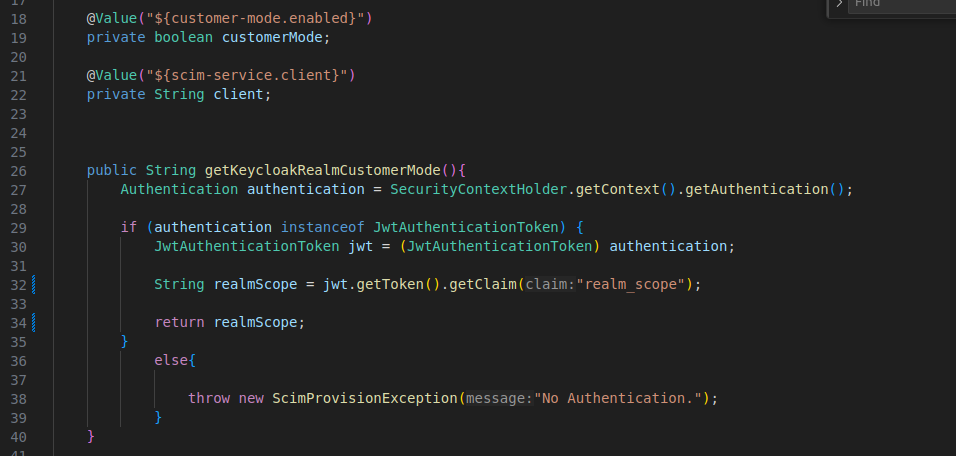 17
Find
18 @Value("${customer-mode.enabled}")
19 private boolean customerMode;
20
21 @Value("${scim-service.client}")
22 private String client;
23
24
25
26 public String getKeycloakRealmCustomerMode(){
27 Authentication authentication = SecurityContextHolder.getContext().getAuthentication();
28
29 if (authentication instanceof JwtAuthenticationToken) {
30 JwtAuthenticationToken jwt = (JwtAuthenticationToken) authentication;
31
32 String realmScope = jwt.getToken().getClaim(claim:"realm_scope");
33
34 return realmScope;
35 }
36 else{
37
38 throw new ScimProvisionException(message:"No Authentication.");
39 }
40 }
41